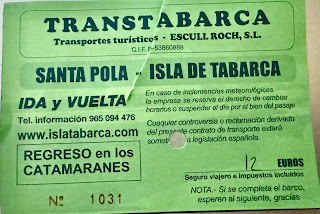 TRANSTABARCA
Transportes turísticos - ESCULL ROCH, S.L.
C.I.F. B-53860888
SANTA POLA - ISLA DE TABARCA
IDA y VUELTA
Tel. información 965 094 476
www.islatabarca.com
REGRESO en los
CATAMARANES
Nº 1031
En caso de inclemencias meteorológicas
la empresa se reserva el derecho de cambiar
horarios o suspender el día por el bien del pasaje
Cualquier controversia o reclamación derivada
del presente contrato de transporte estará
a la legislación española.
12 EUROS
Seguro viajero e impuestos incluidos
NOTA.- Si se completa el barco,
esperen al siguiente, gracias